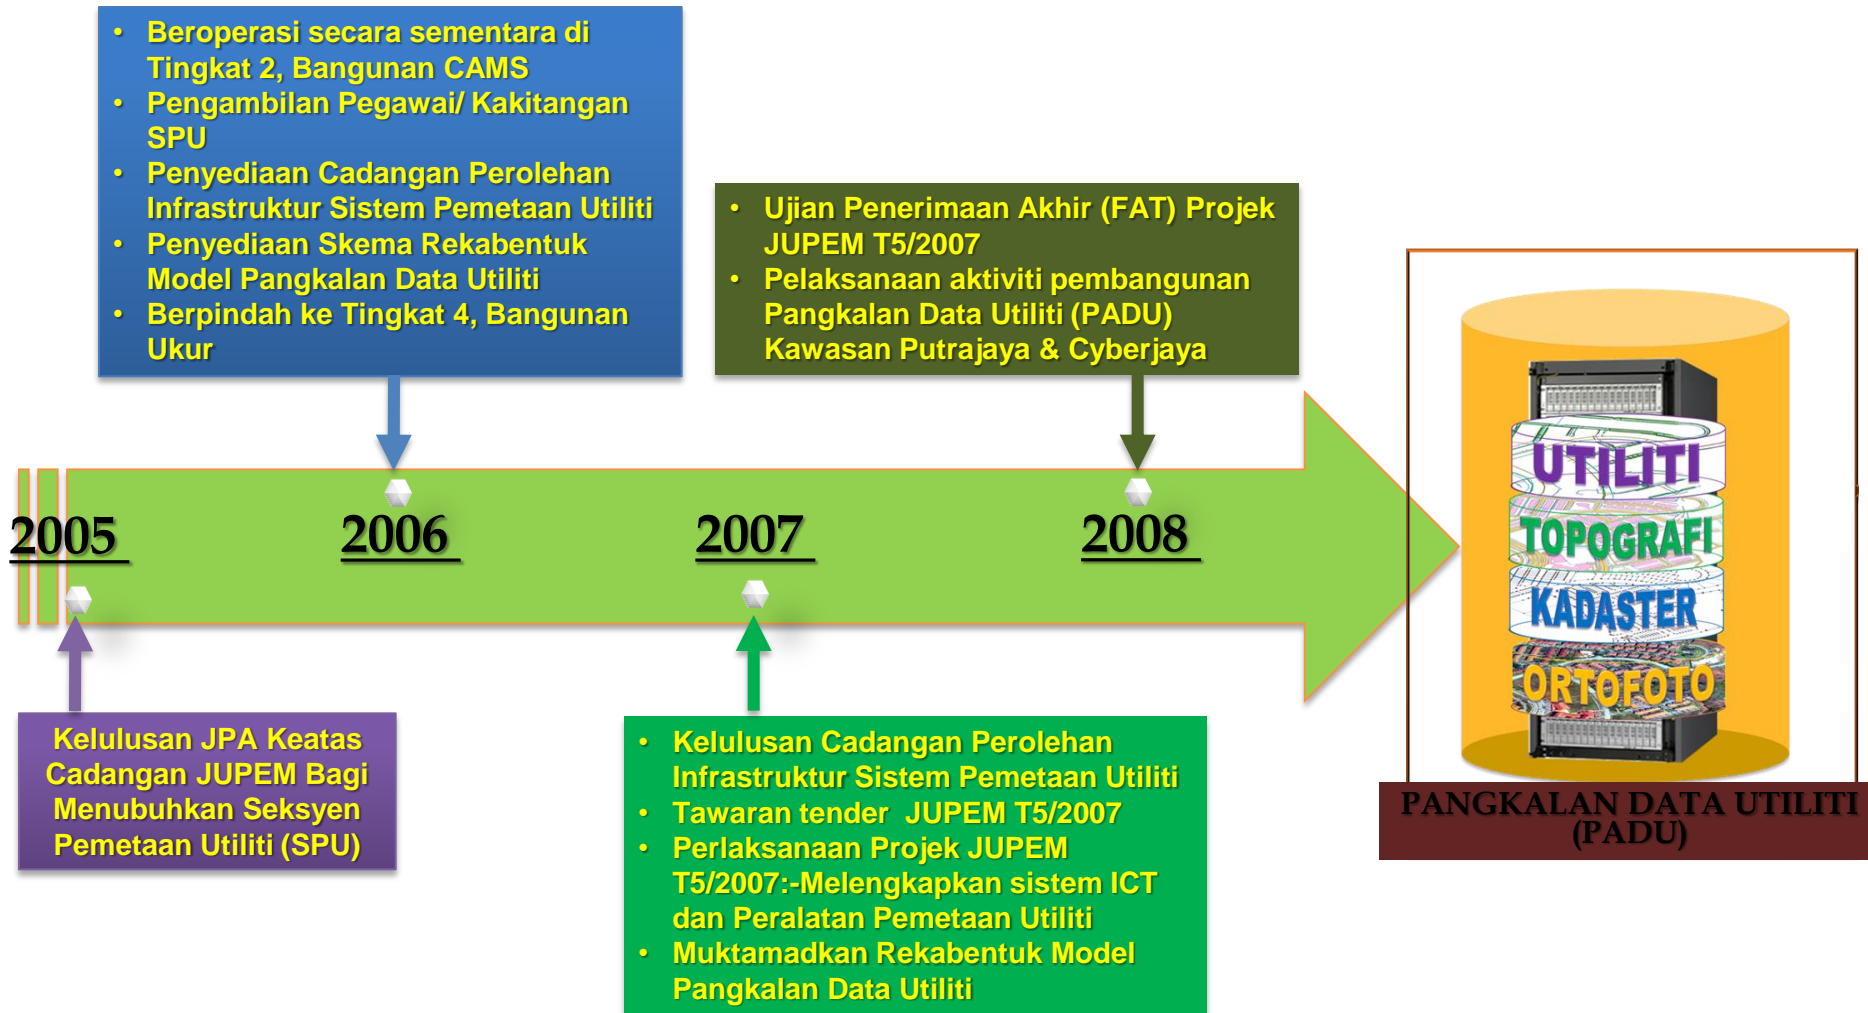 • Beroperasi secara sementara di
Tingkat 2, Bangunan CAMS
• Pengambilan Pegawai/ Kakitangan
SPU
• Penyediaan Cadangan Perolehan
Infrastruktur Sistem Pemetaan Utiliti
• Penyediaan Skema Rekabentuk
Model Pangkalan Data Utiliti
• Berpindah ke Tingkat 4, Bangunan
Ukur
• Ujian Penerimaan Akhir (FAT) Projek
JUPEM T5/2007
• Pelaksanaan aktiviti pembangunan
Pangkalan Data Utiliti (PADU)
Kawasan Putrajaya & Cyberjaya
2005
2006
2007
2008
Kelulusan JPA Keatas
Cadangan JUPEM Bagi
Menubuhkan Seksyen
Pemetaan Utiliti (SPU)
• Kelulusan Cadangan Perolehan
Infrastruktur Sistem Pemetaan Utiliti
• Tawaran tender JUPEM T5/2007
• Perlaksanaan Projek JUPEM
T5/2007:-Melengkapkan sistem ICT
dan Peralatan Pemetaan Utiliti
• Muktamadkan Rekabentuk Model
Pangkalan Data Utiliti
UTILITI
TOPOGRAFI
KADASTER
ORTOFOTO
PANGKALAN DATA UTILITI
(PADU)